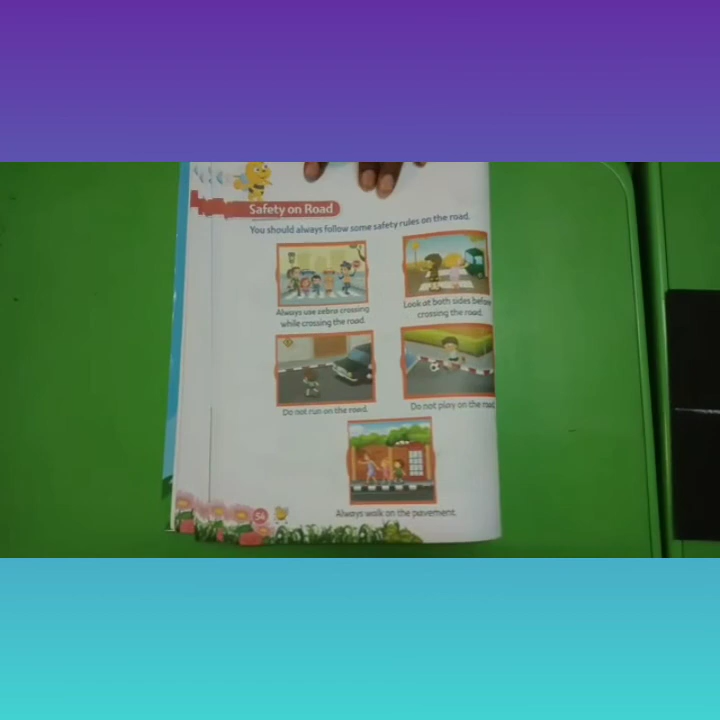 Safety on Road
You should always follow some safety rules on the road.
Always use zebra crossing
while crossing the road.
Look at both sides before
crossing the road.
Do not run on the road.
Do not play on the road
Always walk on the pavement.
54